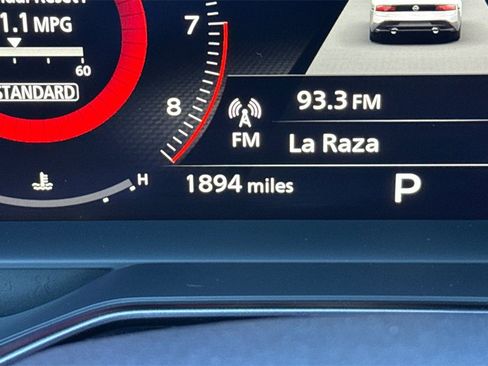 1.1 MPG
60
STANDARD
7
8
93.3 FM
FM
La Raza
H
1894 miles
P